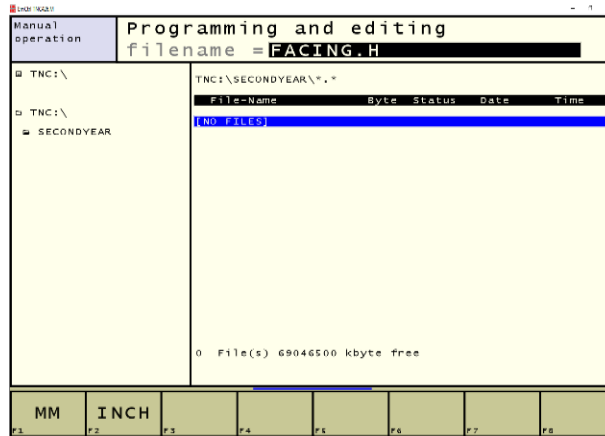 Manual operation
Programming and editing
filename =FACING.H
TNC:\
TNC:\
SECONDYEAR
TNC:\SECONDYEAR\*.*
File-Name Byte Status Date Time
[NO FILES]
0 File(s) 69046500 kbyte free
MM INCH
F1 F2 F3 F4 F5 F6 F7 F8